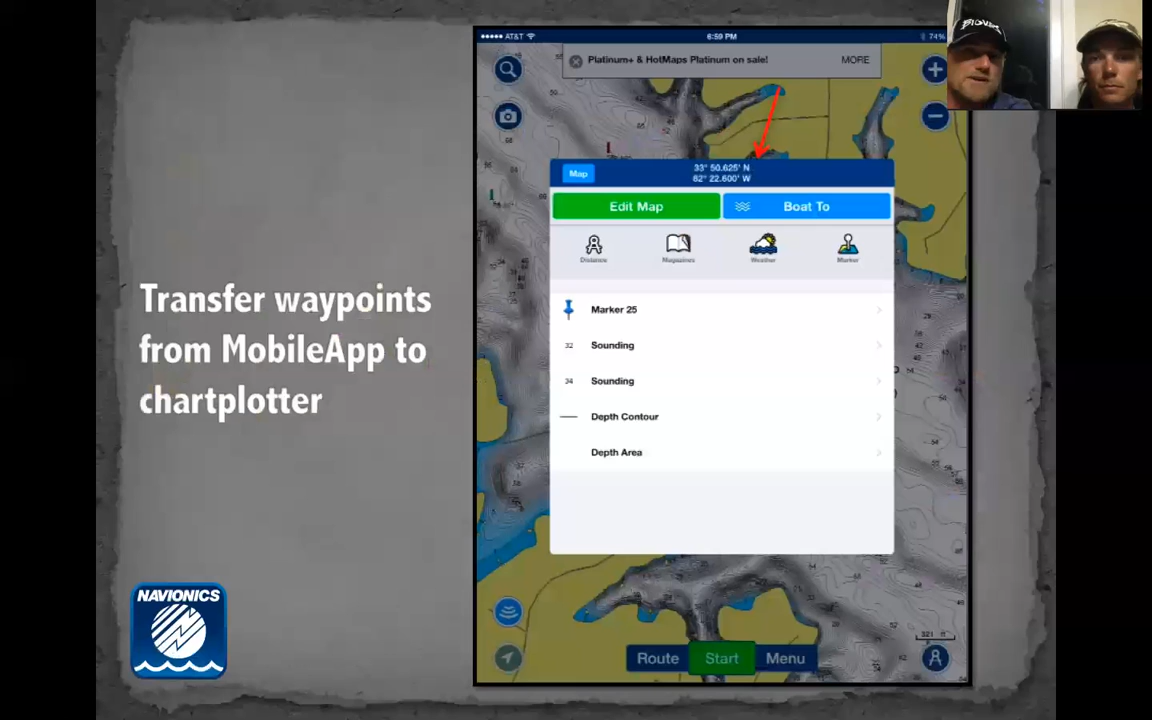 Transfer waypoints
from MobileApp to
chartplotter
NAVIONICS
AT&T
6:59 PM
74%
Platinum+ & HotMaps Platinum on sale!
MORE
Map
33° 50.625' N
82° 22.600' W
Edit Map
Boat To
Distance
Magazines
Weather
Marker
Marker 25
32 Sounding
34 Sounding
Depth Contour
Depth Area
321 ft
Route
Start
Menu